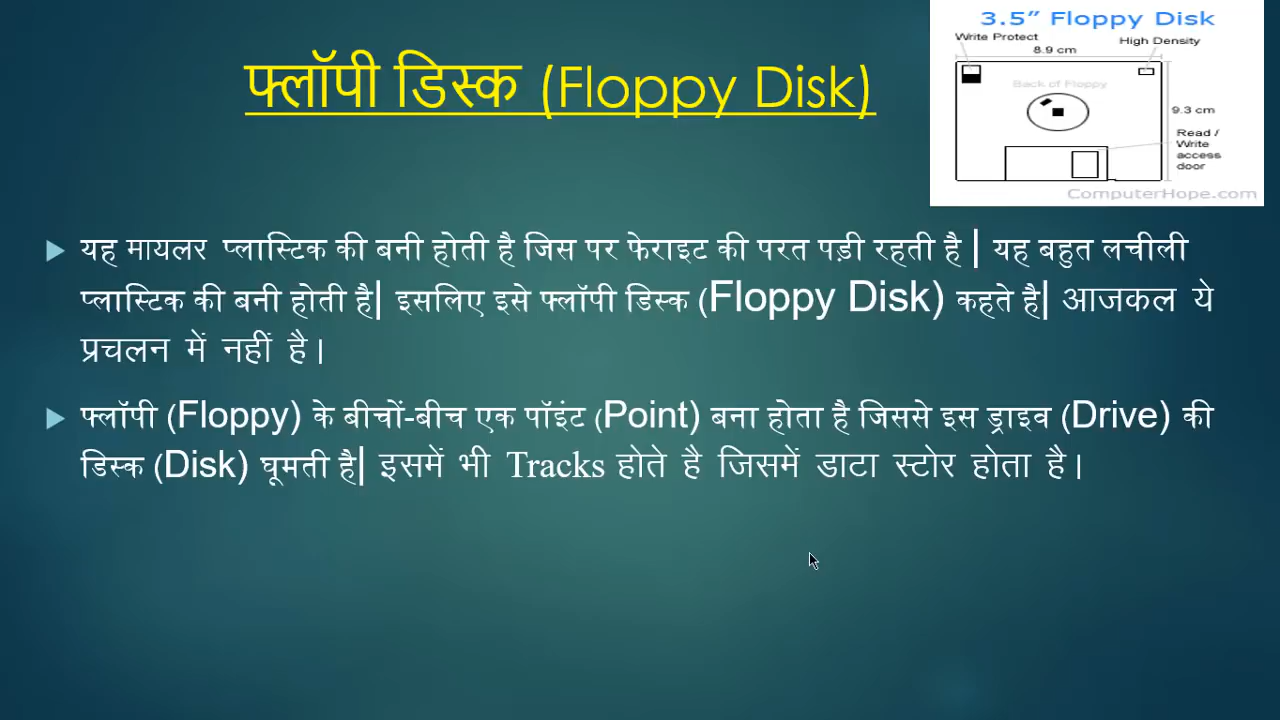 फ्लॉपी डिस्क (Floppy Disk)
3.5” Floppy Disk
Write Protect
High Density
8.9 cm
Back of Floppy
9.3 cm
Read /
Write
access
door
ComputerHope.com
यह मायलर प्लास्टिक की बनी होती है जिस पर फेराइट की परत पड़ी रहती है | यह बहुत लचीली
प्लास्टिक की बनी होती है| इसलिए इसे फ्लॉपी डिस्क (Floppy Disk) कहते है| आजकल ये
प्रचलन में नहीं है।
फ्लॉपी (Floppy) के बीचों-बीच एक पॉइंट (Point) बना होता है जिससे इस ड्राइव (Drive) की
डिस्क (Disk) घूमती है| इसमें भी Tracks होते है जिसमें डाटा स्टोर होता है।